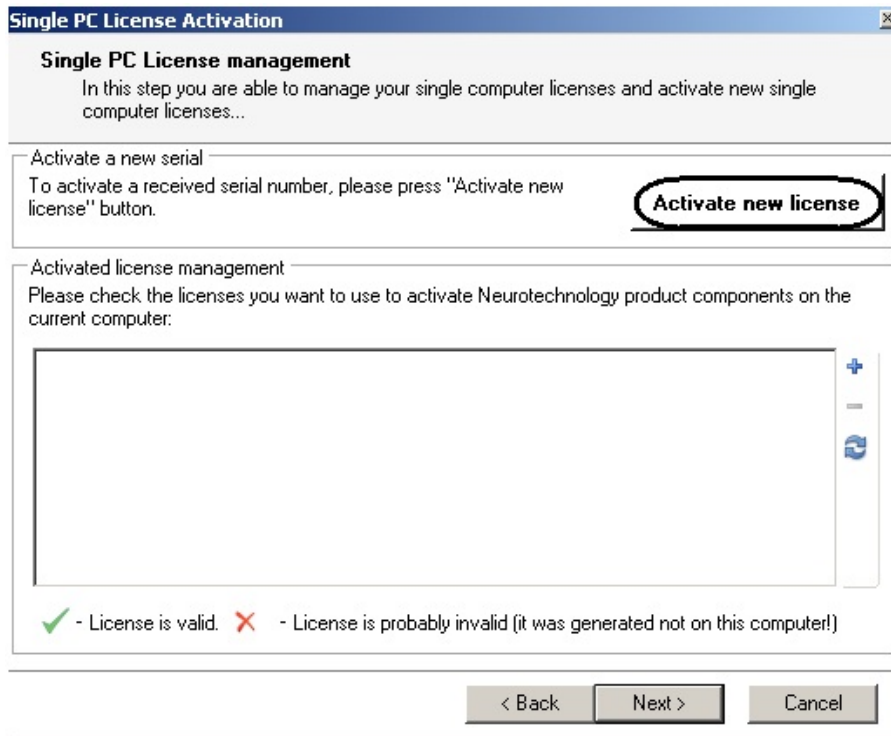 Single PC License Activation
Single PC License management
In this step you are able to manage your single computer licenses and activate new single
computer licenses...
Activate a new serial
To activate a received serial number, please press "Activate new
license" button.
Activate new license
Activated license management
Please check the licenses you want to use to activate Neurotechnology product components on the
current computer:
- License is valid. - License is probably invalid (it was generated not on this computer!)
< Back Next > Cancel